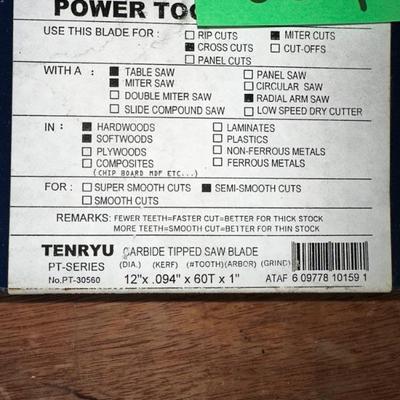 POWER TOO
USE THIS BLADE FOR: □ RIP CUTS ■ MITER CUTS
■ CROSS CUTS □ CUT-OFFS
□ PANEL CUTS
WITH A: ■ TABLE SAW □ PANEL SAW
■ MITER SAW □ CIRCULAR SAW
□ DOUBLE MITER SAW ■ RADIAL ARM SAW
□ SLIDE COMPOUND SAW □ LOW SPEED DRY CUTTER
IN: ■ HARDWOODS □ LAMINATES
■ SOFTWOODS □ PLASTICS
□ PLYWOODS □ NON-FERROUS METALS
□ COMPOSITES □ FERROUS METALS
(CHIP BOARD MDF ETC...)
FOR: □ SUPER SMOOTH CUTS ■ SEMI-SMOOTH CUTS
□ SMOOTH CUTS
REMARKS: FEWER TEETH=FASTER CUT=BETTER FOR THICK STOCK
MORE TEETH=SMOOTH CUT=BETTER FOR THIN STOCK
TENRYU CARBIDE TIPPED SAW BLADE
PT-SERIES (DIA.) (KERF) (#TOOTH) (ARBOR) (GRIND)
No.PT-30560 12"x .094" x 60T x 1" ATAF 6 09778 10159 1